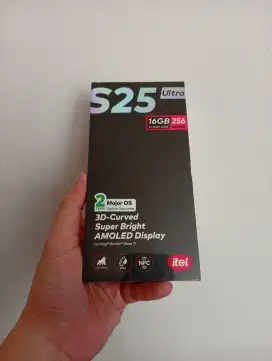 S25 Ultra
16GB 256
2 Major OS
3D-Curved
Super Bright
AMOLED Display
NFC
itel